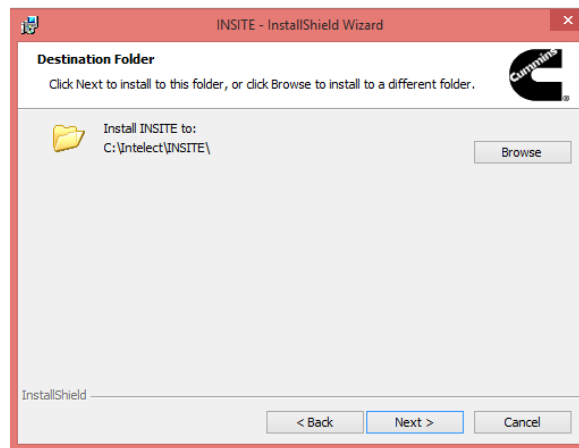 INSITE - InstallShield Wizard
Destination Folder
Click Next to install to this folder, or click Browse to install to a different folder.
Cummins
®
Install INSITE to:
C:\Intelect\INSITE\
Browse
InstallShield
< Back
Next >
Cancel